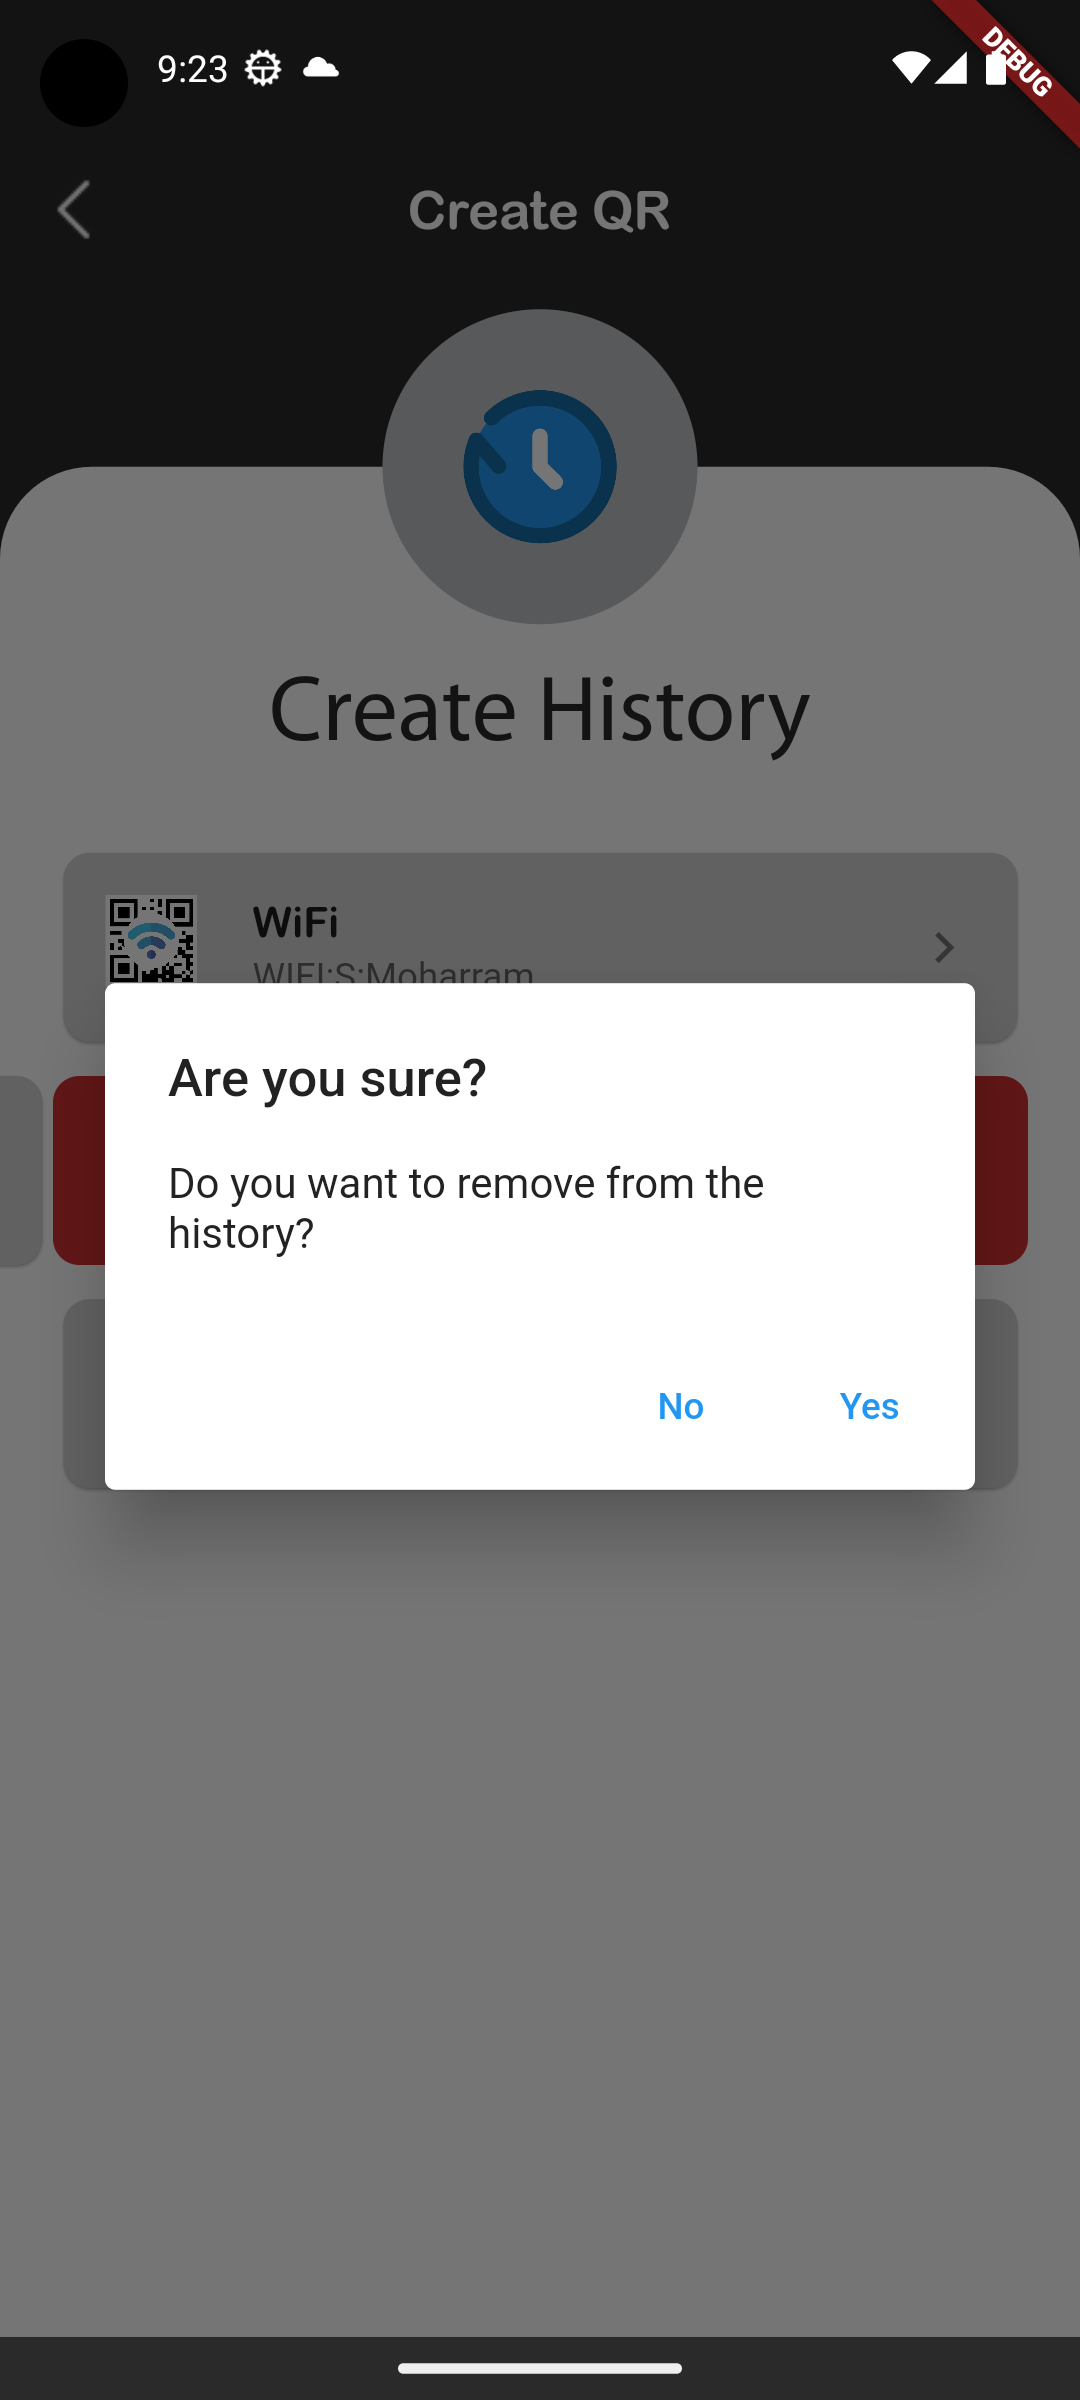 9:23
DEBUG
Create QR
Create History
WiFi
WIFI:S:Moharram
Are you sure?
Do you want to remove from the
history?
No
Yes